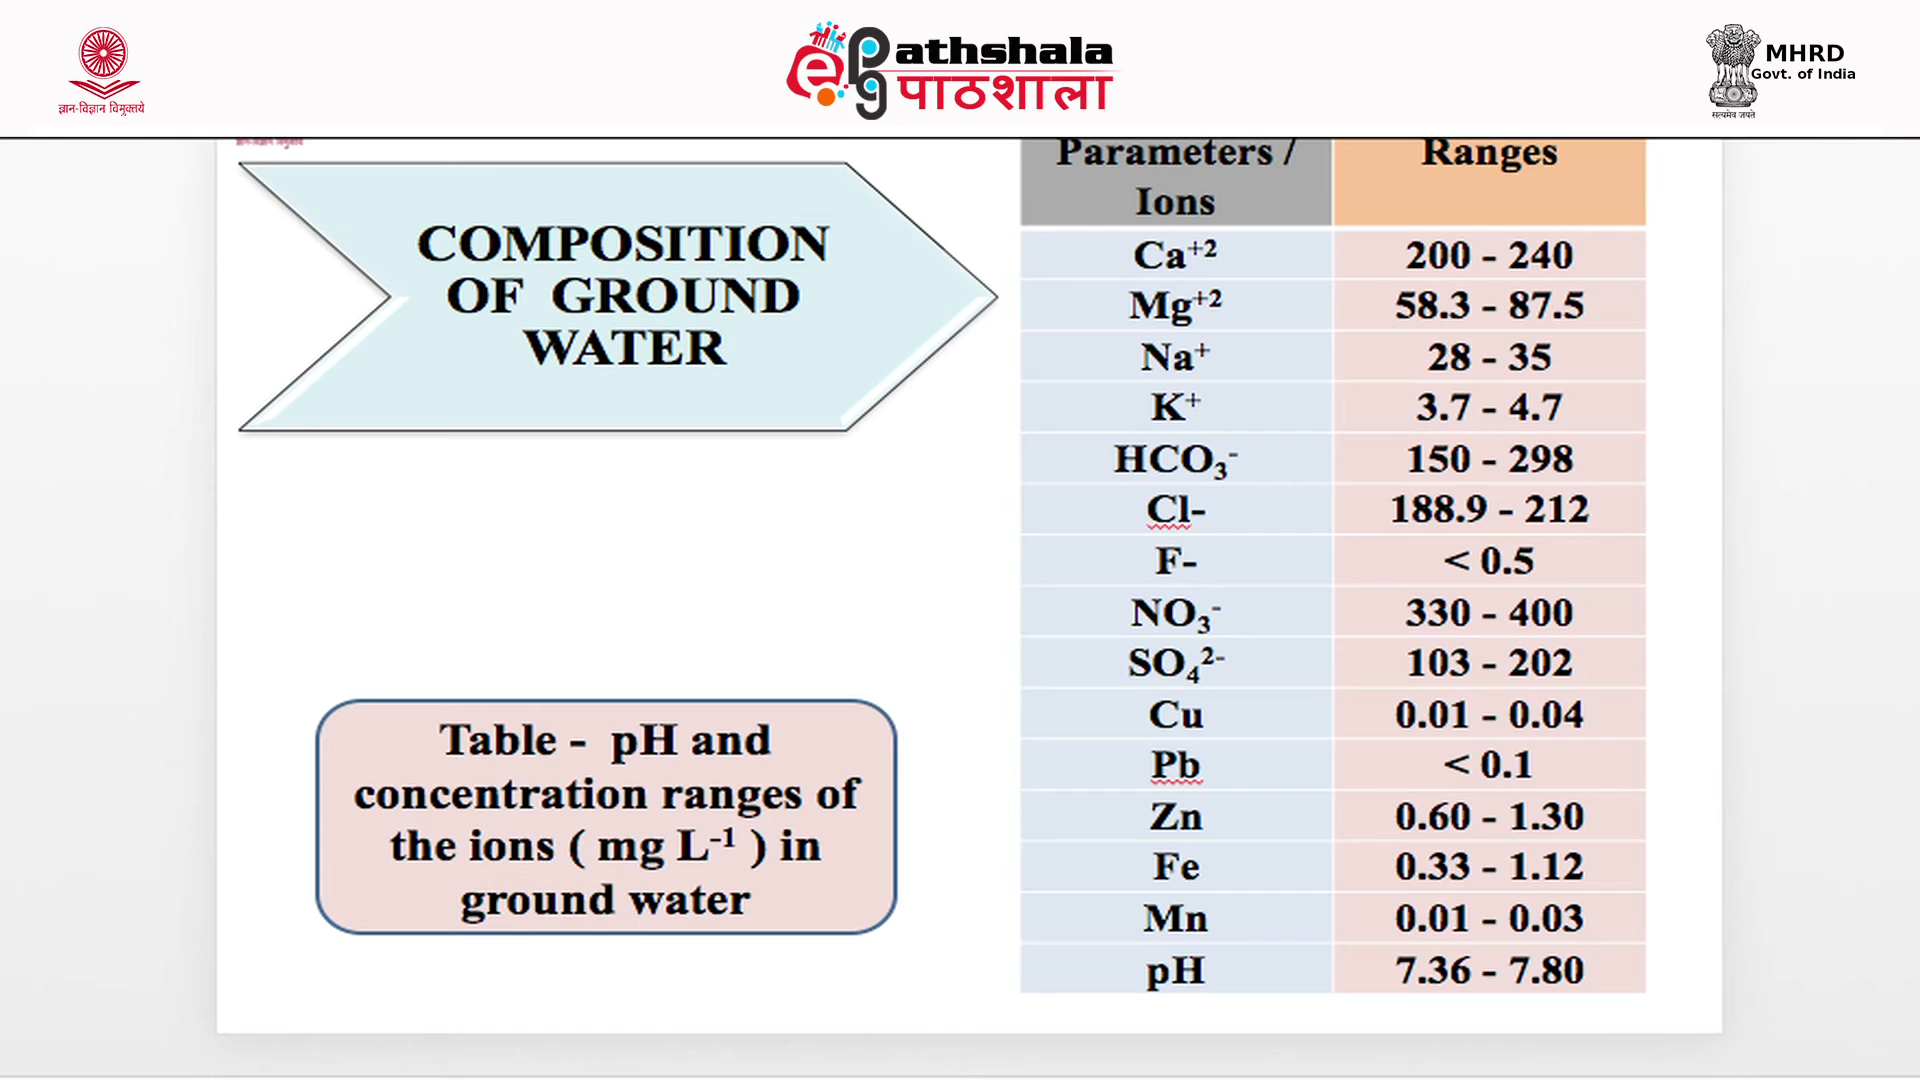 ज्ञान-विज्ञान विमुक्तये
epgathshala
पाठशाला
MHRD
Govt. of India
सत्यमेव जयते
COMPOSITION
OF GROUND
WATER
Table - pH and
concentration ranges of
the ions ( mg L⁻¹ ) in
ground water
Parameters / Ions Ranges
Ca⁺² 200 - 240
Mg⁺² 58.3 - 87.5
Na⁺ 28 - 35
K⁺ 3.7 - 4.7
HCO₃⁻ 150 - 298
Cl- 188.9 - 212
F- < 0.5
NO₃⁻ 330 - 400
SO₄²⁻ 103 - 202
Cu 0.01 - 0.04
Pb < 0.1
Zn 0.60 - 1.30
Fe 0.33 - 1.12
Mn 0.01 - 0.03
pH 7.36 - 7.80